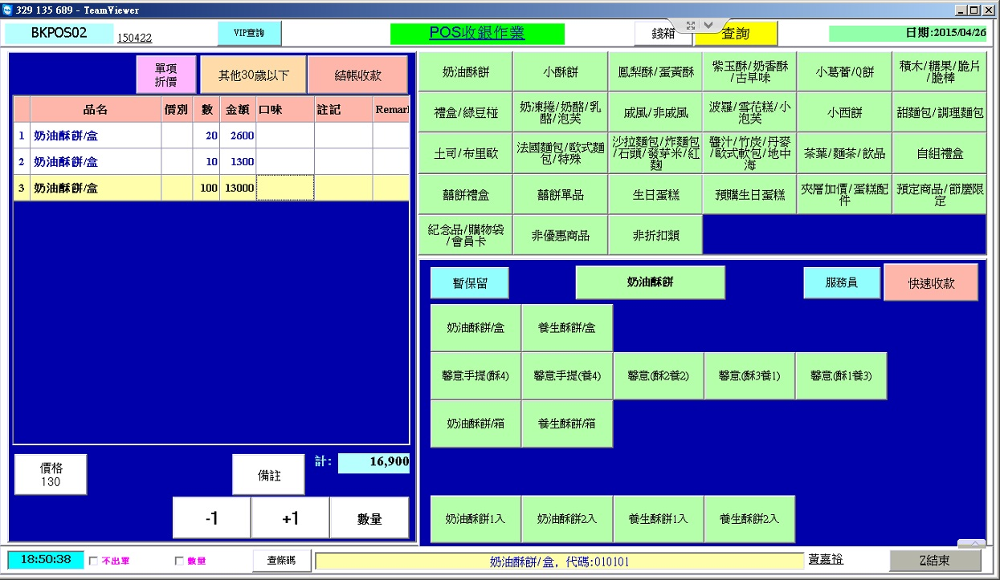 329 135 689 - TeamViewer
BKPOS02
150422
VIP查詢
POS收銀作業
錢箱
查詢
日期:2015/04/26
單項
折價
其他30歲以下
結帳收款
品名 價別 數 金額 口味 註記 Remar
1 奶油酥餅/盒 20 2600
2 奶油酥餅/盒 10 1300
3 奶油酥餅/盒 100 13000
價格
130
備註
計:
16,900
-1
+1
數量
奶油酥餅
小酥餅
鳳梨酥/蛋黃酥
紫玉酥/奶香酥
/古早味
小葛蕃/Q餅
積木/糖果/脆片
/脆棒
禮盒/綠豆椪
奶凍捲/奶酪/乳
酪/泡芙
戚風/非戚風
波羅/雪花糕/小
泡芙
小西餅
甜麵包/調理麵包
土司/布里歐
法國麵包/歐式麵
包/特殊
沙拉麵包/炸麵包
/石頭/發芽米/紅
麴
醬汁/竹炭/丹麥
/歐式軟包/地中
海
茶葉/麵茶/飲品
自組禮盒
囍餅禮盒
囍餅單品
生日蛋糕
預購生日蛋糕
夾層加價/蛋糕配
件
預定商品/節慶限
定
紀念品/購物袋
/會員卡
非優惠商品
非折扣類
暫保留
奶油酥餅
服務員
快速收款
奶油酥餅/盒
養生酥餅/盒
馨意手提(酥4)
馨意手提(養4)
馨意(酥2養2)
馨意(酥3養1)
馨意(酥1養3)
奶油酥餅/箱
養生酥餅/箱
奶油酥餅1入
奶油酥餅2入
養生酥餅1入
養生酥餅2入
18:50:38
不出單
數量
查條碼
奶油酥餅/盒, 代碼:010101
黃嘉裕
Z結束